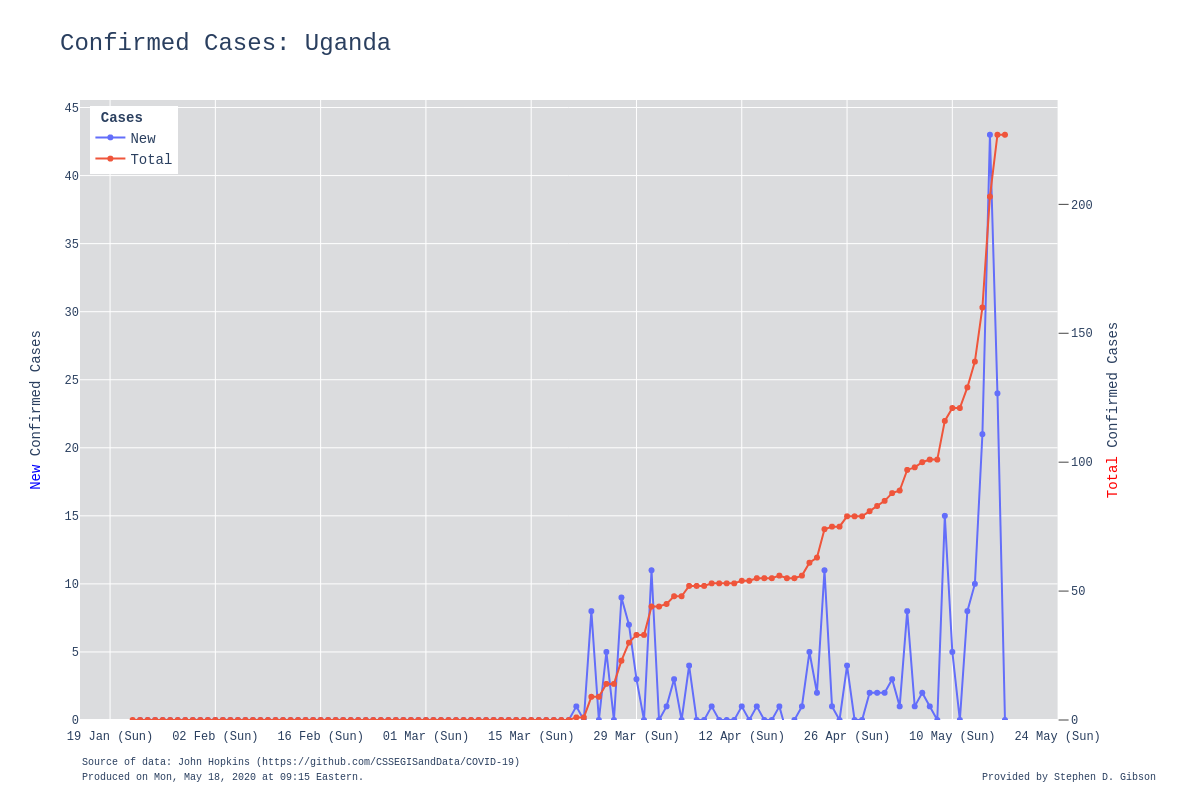 Confirmed Cases: Uganda
Cases
New
Total
45
40
35
30
25
20
15
10
5
0
New Confirmed Cases
200
150
100
50
0
Total Confirmed Cases
19 Jan (Sun) 02 Feb (Sun) 16 Feb (Sun) 01 Mar (Sun) 15 Mar (Sun) 29 Mar (Sun) 12 Apr (Sun) 26 Apr (Sun) 10 May (Sun) 24 May (Sun)
Source of data: John Hopkins (https://github.com/CSSEGISandData/COVID-19)
Produced on Mon, May 18, 2020 at 09:15 Eastern.
Provided by Stephen D. Gibson